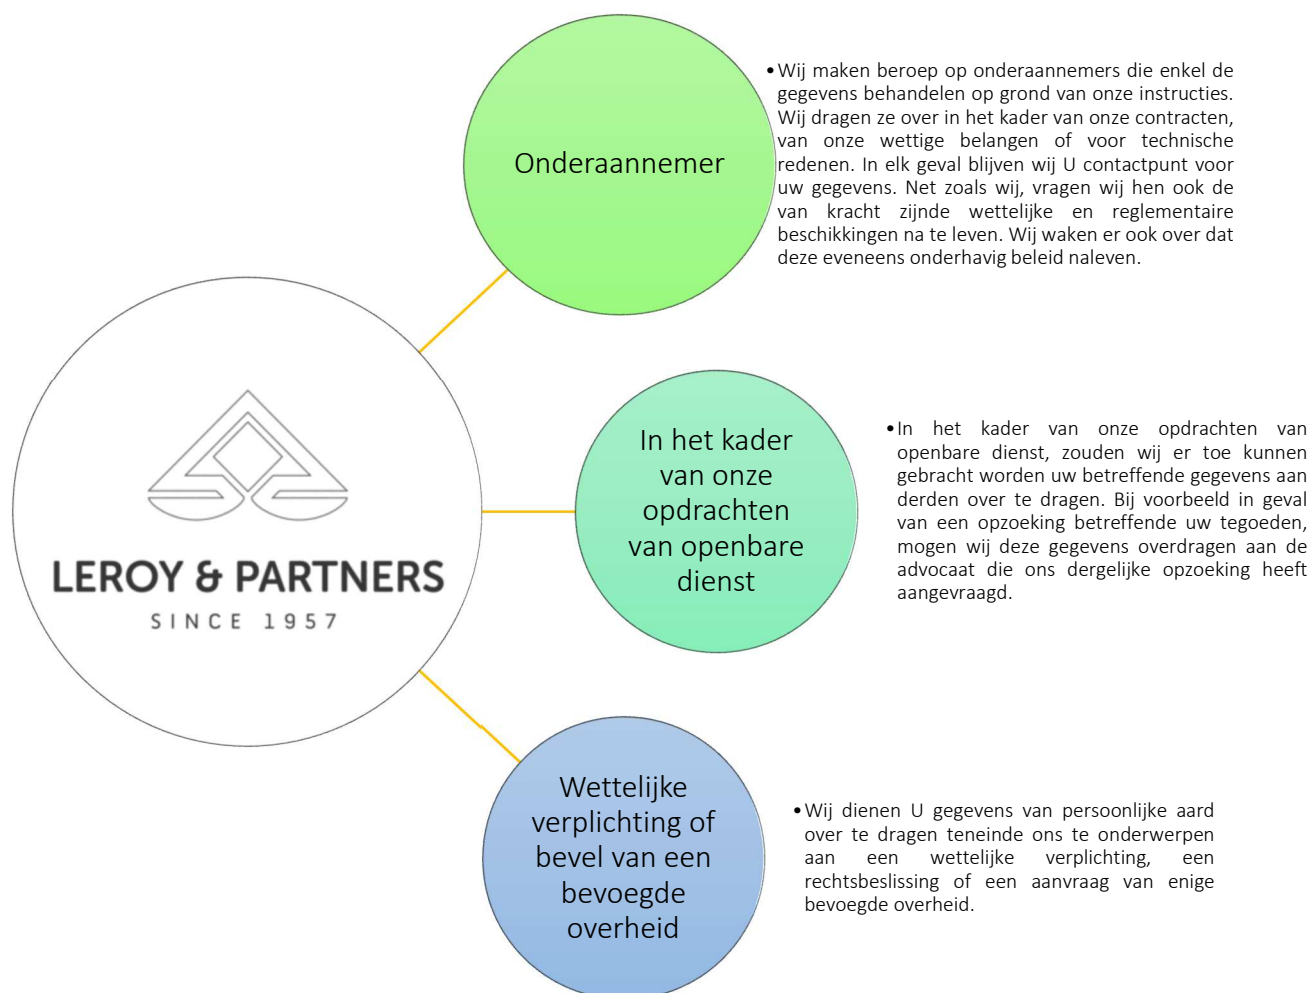 Onderaannemer
•Wij maken beroep op onderaannemers die enkel de
gegevens behandelen op grond van onze instructies.
Wij dragen ze over in het kader van onze contracten,
van onze wettige belangen of voor technische
redenen. In elk geval blijven wij U contactpunt voor
uw gegevens. Net zoals wij, vragen wij hen ook de
van kracht zijnde wettelijke en reglementaire
beschikkingen na te leven. Wij waken er ook over dat
deze eveneens onderhavig beleid naleven.
LEROY & PARTNERS
SINCE 1957
In het kader
van onze
opdrachten
van openbare
dienst
•In het kader van onze opdrachten van
openbare dienst, zouden wij er toe kunnen
gebracht worden uw betreffende gegevens aan
derden over te dragen. Bij voorbeeld in geval
van een opzoeking betreffende uw tegoeden,
mogen wij deze gegevens overdragen aan de
advocaat die ons dergelijke opzoeking heeft
aangevraagd.
Wettelijke
verplichting of
bevel van een
bevoegde
overheid
•Wij dienen U gegevens van persoonlijke aard
over te dragen teneinde ons te onderwerpen
aan een wettelijke verplichting, een
rechtsbeslissing of een aanvraag van enige
bevoegde overheid.